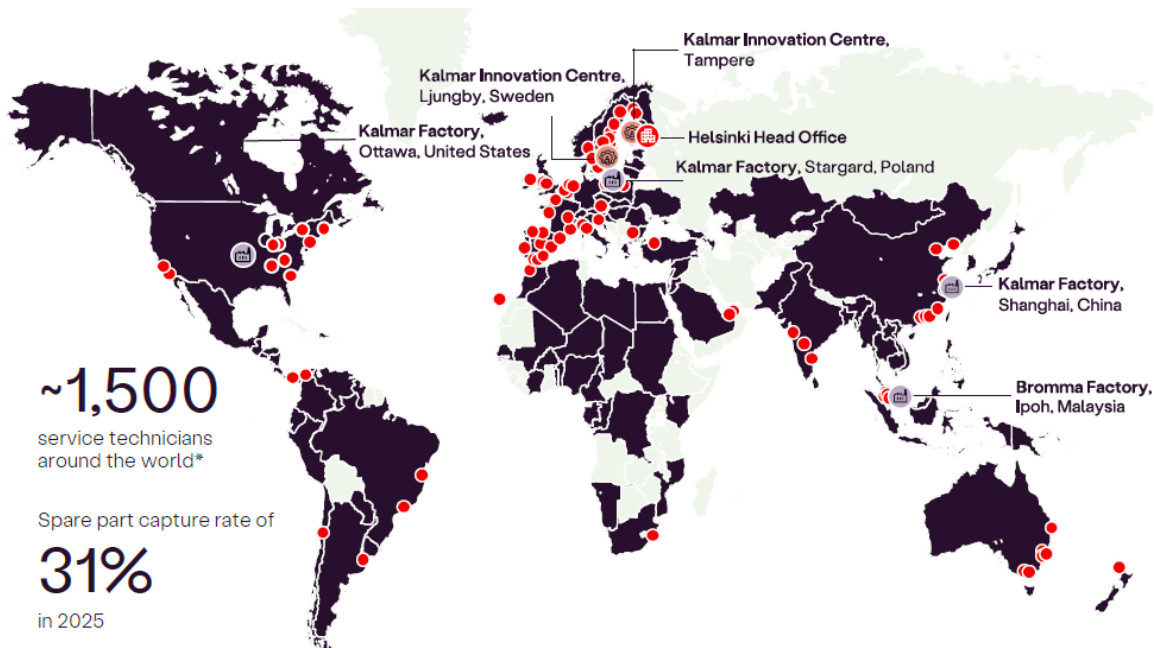 Kalmar Innovation Centre,
Tampere
Kalmar Innovation Centre,
Ljungby, Sweden
Kalmar Factory,
Ottawa, United States
Helsinki Head Office
Kalmar Factory, Stargard, Poland
Kalmar Factory,
Shanghai, China
Bromma Factory,
Ipoh, Malaysia
~1,500
service technicians
around the world*
Spare part capture rate of
31%
in 2025